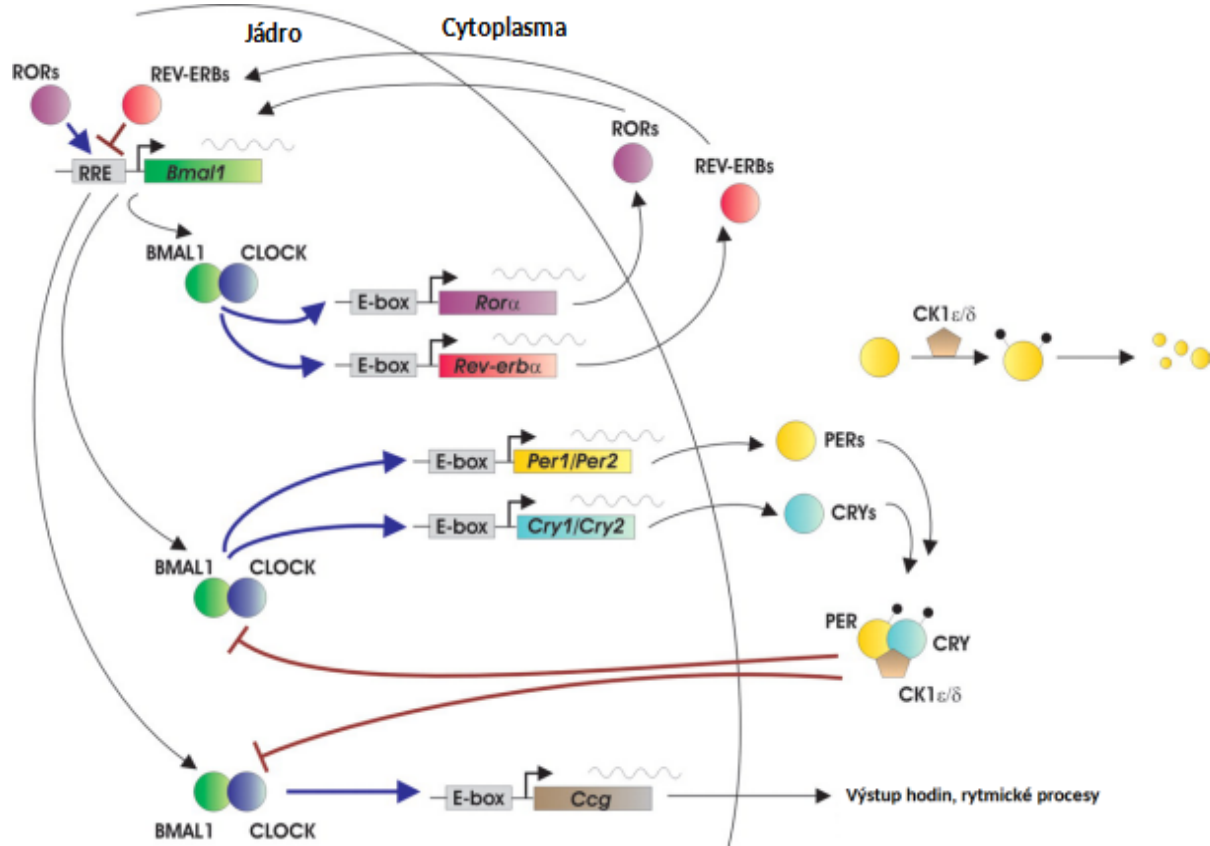 Jádro
Cytoplasma
RORs
REV-ERBs
RORs
REV-ERBs
RRE
Bmal1
BMAL1
CLOCK
E-box
Rorα
E-box
Rev-erbα
CK1ε/δ
E-box
Per1/Per2
PERs
E-box
Cry1/Cry2
CRYs
BMAL1
CLOCK
PER
CRY
CK1ε/δ
E-box
Ccg
Výstup hodin, rytmické procesy
BMAL1
CLOCK